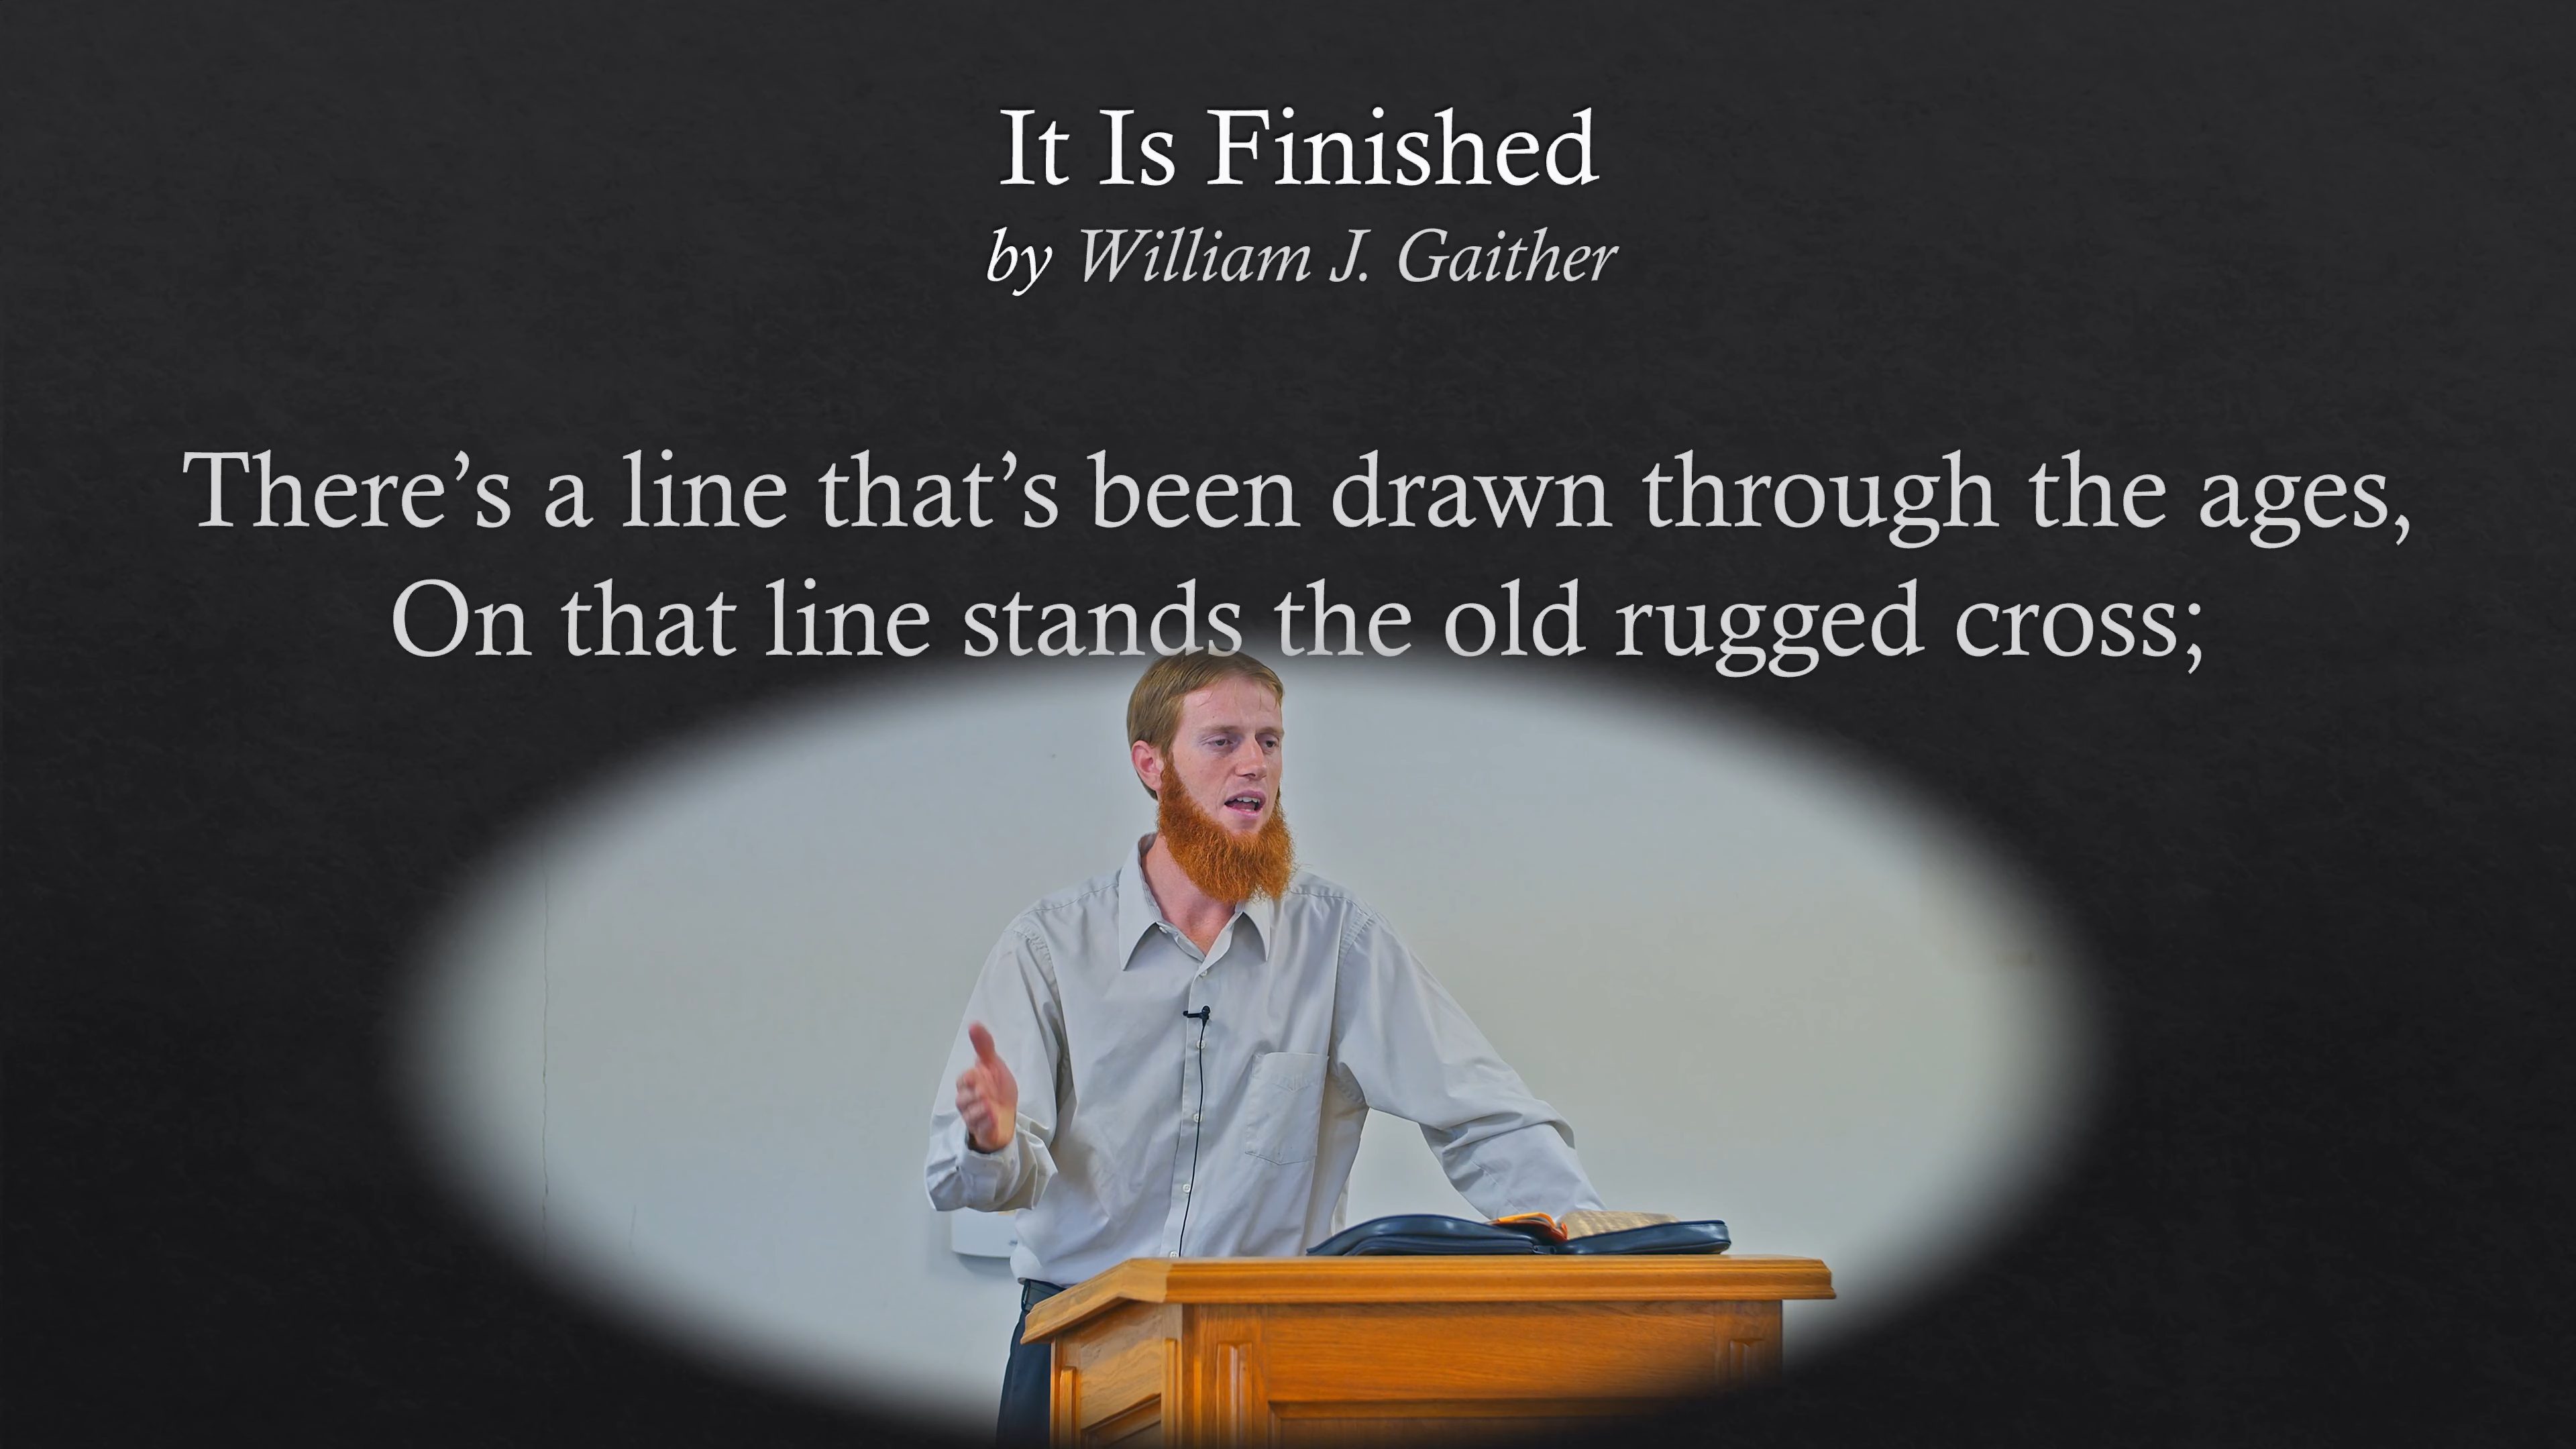 It Is Finished
by William J. Gaither
There’s a line that’s been drawn through the ages,
On that line stands the old rugged cross;